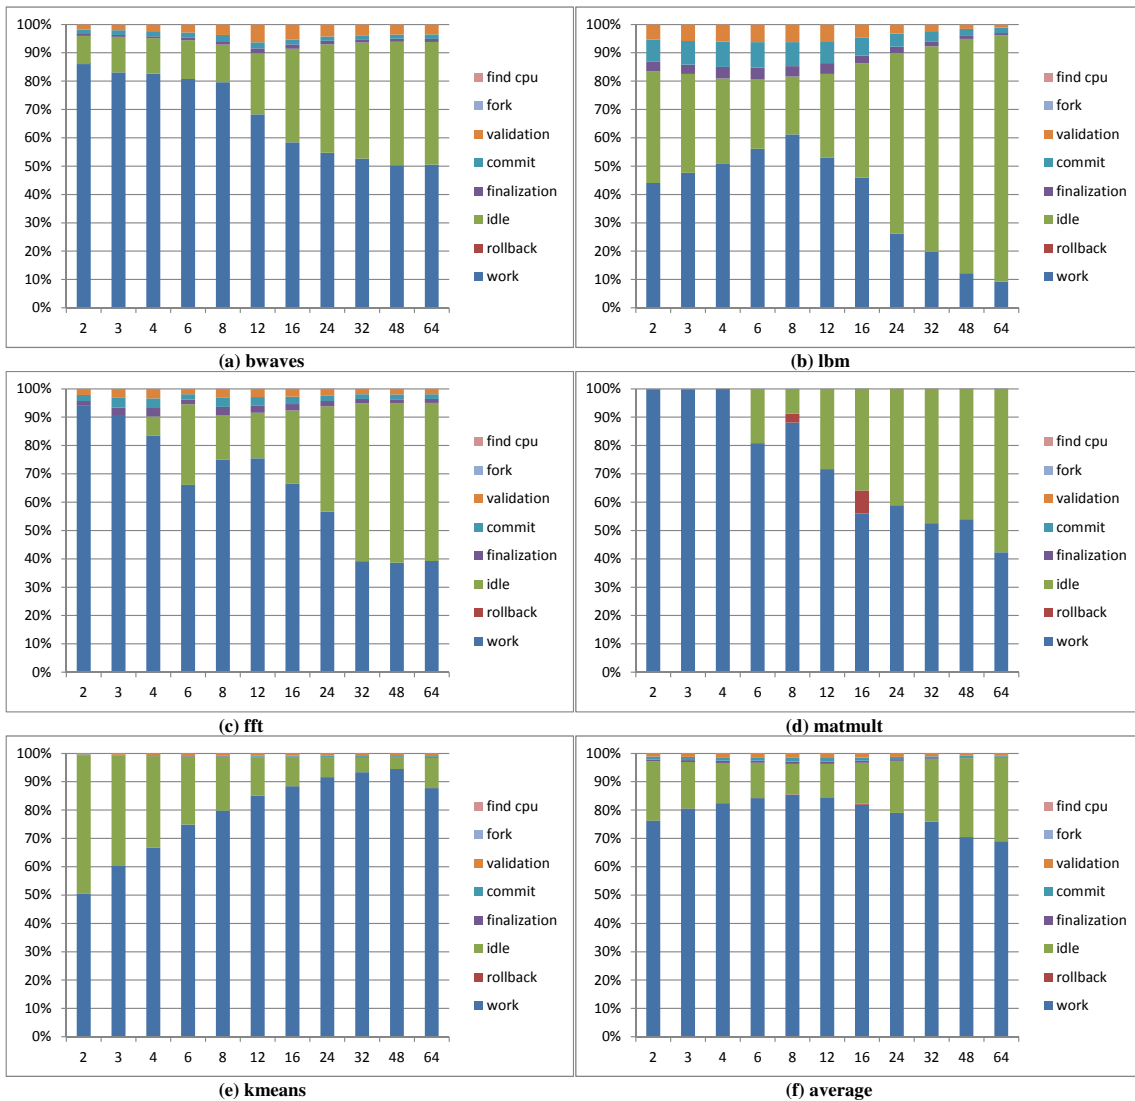 100%
90%
80%
70%
60%
50%
40%
30%
20%
10%
0%
2 3 4 6 8 12 16 24 32 48 64
find cpu
fork
validation
commit
finalization
idle
rollback
work
(a) bwaves
100%
90%
80%
70%
60%
50%
40%
30%
20%
10%
0%
2 3 4 6 8 12 16 24 32 48 64
find cpu
fork
validation
commit
finalization
idle
rollback
work
(b) lbm
100%
90%
80%
70%
60%
50%
40%
30%
20%
10%
0%
2 3 4 6 8 12 16 24 32 48 64
find cpu
fork
validation
commit
finalization
idle
rollback
work
(c) fft
100%
90%
80%
70%
60%
50%
40%
30%
20%
10%
0%
2 3 4 6 8 12 16 24 32 48 64
find cpu
fork
validation
commit
finalization
idle
rollback
work
(d) matmult
100%
90%
80%
70%
60%
50%
40%
30%
20%
10%
0%
2 3 4 6 8 12 16 24 32 48 64
find cpu
fork
validation
commit
finalization
idle
rollback
work
(e) kmeans
100%
90%
80%
70%
60%
50%
40%
30%
20%
10%
0%
2 3 4 6 8 12 16 24 32 48 64
find cpu
fork
validation
commit
finalization
idle
rollback
work
(f) average